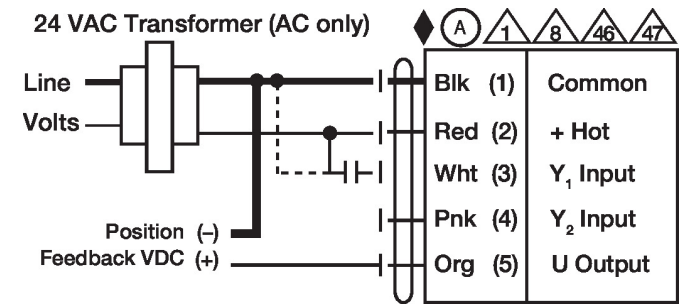 24 VAC Transformer (AC only)
A 1 8 46 47
Line
Volts
Blk (1) Common
Red (2) + Hot
Wht (3) Y1 Input
Pnk (4) Y2 Input
Position (–)
Feedback VDC (+)
Org (5) U Output